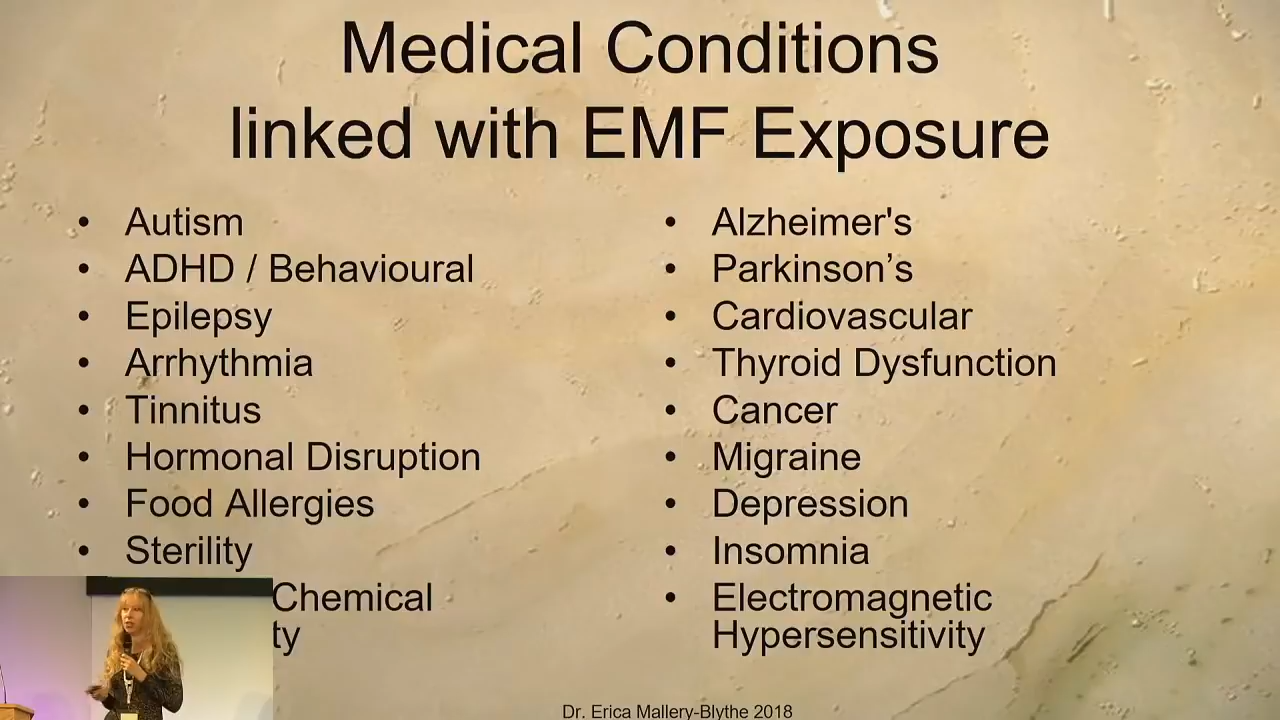 Medical Conditions
linked with EMF Exposure
• Autism
• ADHD / Behavioural
• Epilepsy
• Arrhythmia
• Tinnitus
• Hormonal Disruption
• Food Allergies
• Sterility
Chemical
ty
• Alzheimer's
• Parkinson’s
• Cardiovascular
• Thyroid Dysfunction
• Cancer
• Migraine
• Depression
• Insomnia
• Electromagnetic
Hypersensitivity
Dr. Erica Mallery-Blythe 2018